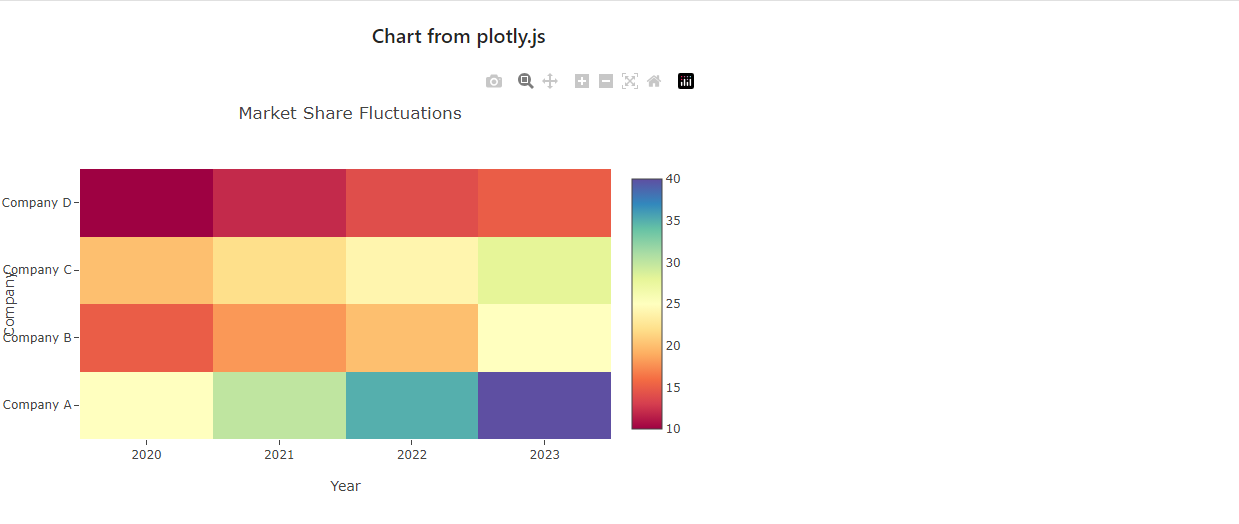 Chart from plotly.js
Market Share Fluctuations
Company
Company D
Company C
Company B
Company A
2020 2021 2022 2023
Year
40
35
30
25
20
15
10